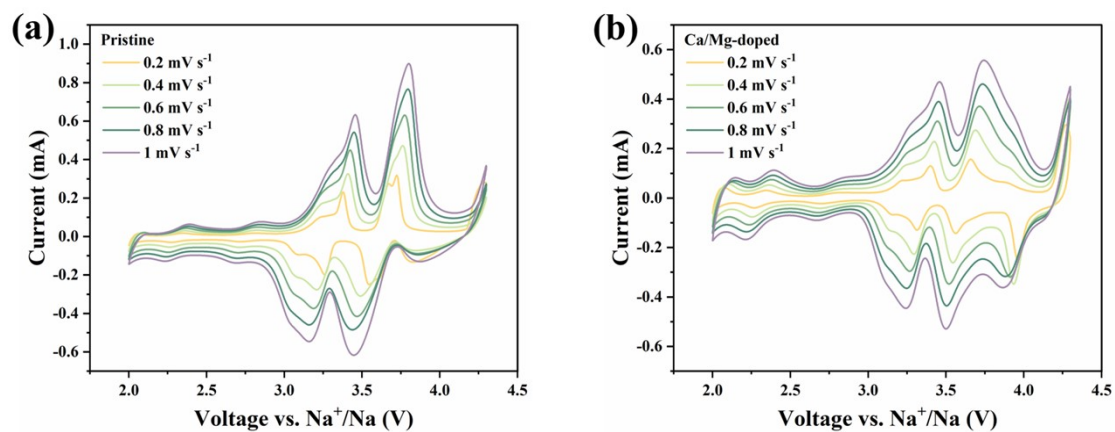 (a)
Pristine
0.2 mV s⁻¹
0.4 mV s⁻¹
0.6 mV s⁻¹
0.8 mV s⁻¹
1 mV s⁻¹
Current (mA)
1.0
0.8
0.6
0.4
0.2
0.0
-0.2
-0.4
-0.6
2.0 2.5 3.0 3.5 4.0 4.5
Voltage vs. Na⁺/Na (V)
(b)
Ca/Mg-doped
0.2 mV s⁻¹
0.4 mV s⁻¹
0.6 mV s⁻¹
0.8 mV s⁻¹
1 mV s⁻¹
Current (mA)
0.6
0.4
0.2
0.0
-0.2
-0.4
-0.6
2.0 2.5 3.0 3.5 4.0 4.5
Voltage vs. Na⁺/Na (V)